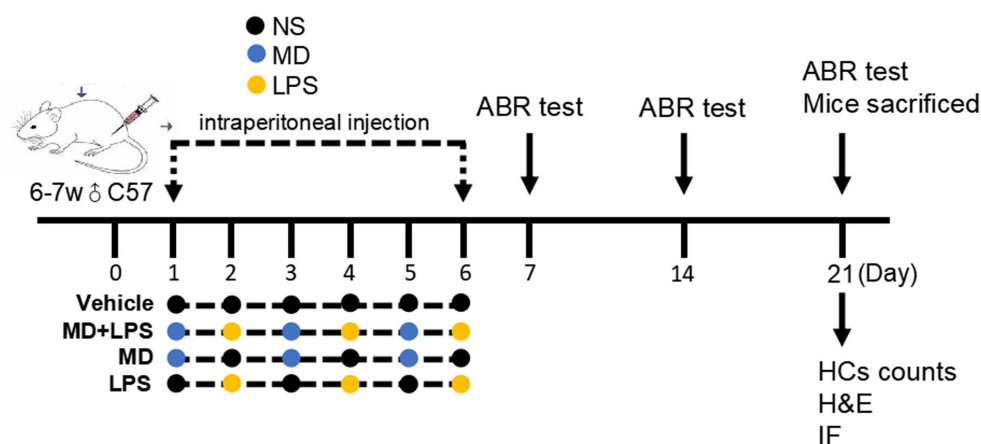 NS
MD
LPS
ABR test
Mice sacrificed
ABR test
ABR test
intraperitoneal injection
6-7w ♂ C57
0 1 2 3 4 5 6 7 14 21 (Day)
Vehicle
MD+LPS
MD
LPS
HCs counts
H&E
IF